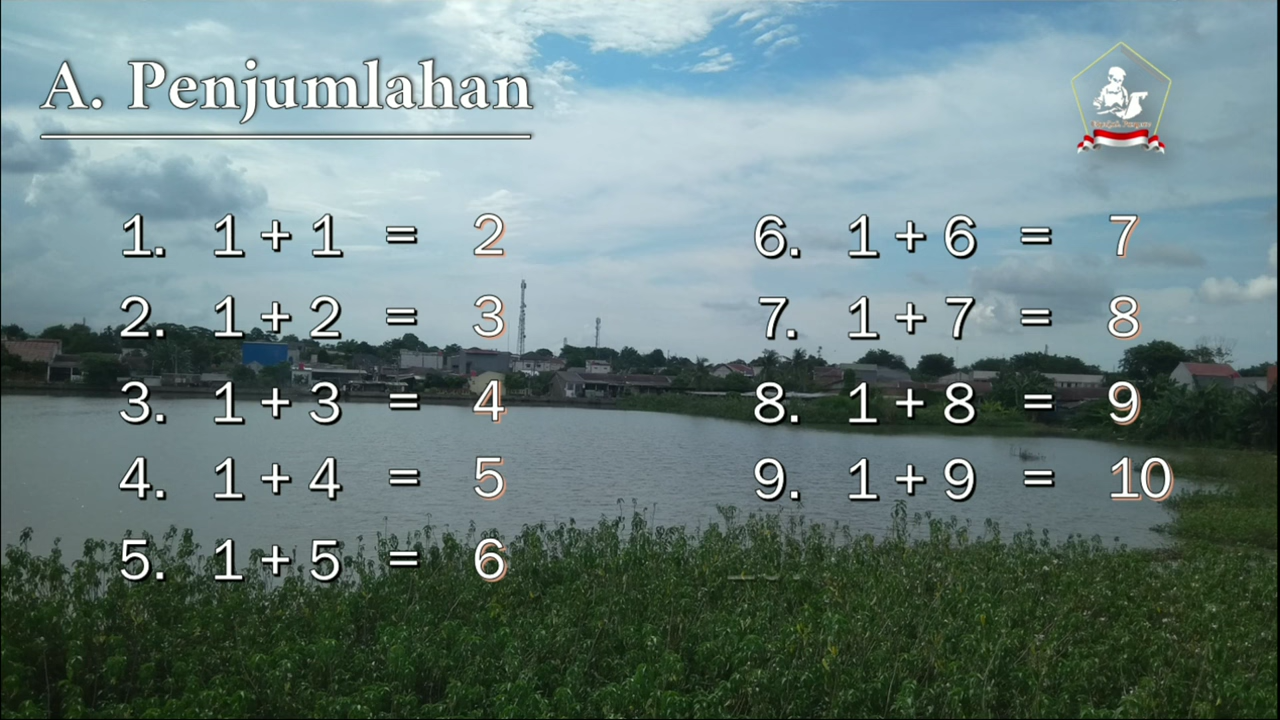 A. Penjumlahan
1. 1 + 1 = 2
2. 1 + 2 = 3
3. 1 + 3 = 4
4. 1 + 4 = 5
5. 1 + 5 = 6
6. 1 + 6 = 7
7. 1 + 7 = 8
8. 1 + 8 = 9
9. 1 + 9 = 10